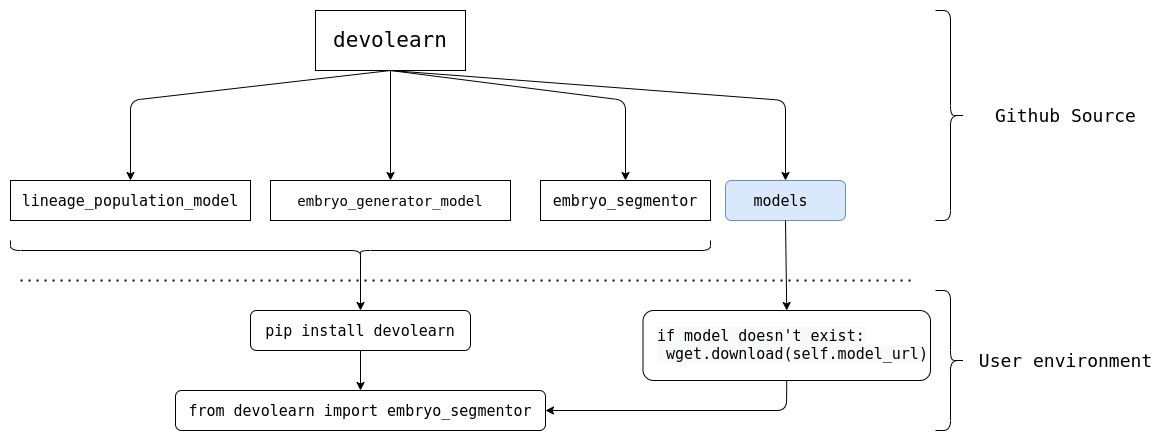 devolearn
Github Source
lineage_population_model
embryo_generator_model
embryo_segmentor
models
pip install devolearn
if model doesn't exist:
wget.download(self.model_url)
User environment
from devolearn import embryo_segmentor